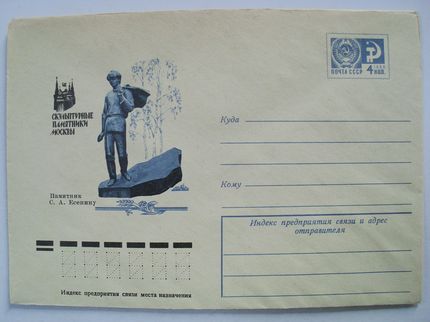 СКУЛЬПТУРНЫЕ
ПАМЯТНИКИ
МОСКВЫ
Памятник
С. А. Есенину
ПОЧТА СССР
4 КОП.
Куда
Кому
Индекс предприятия связи и адрес
отправителя
Индекс предприятия связи места назначения